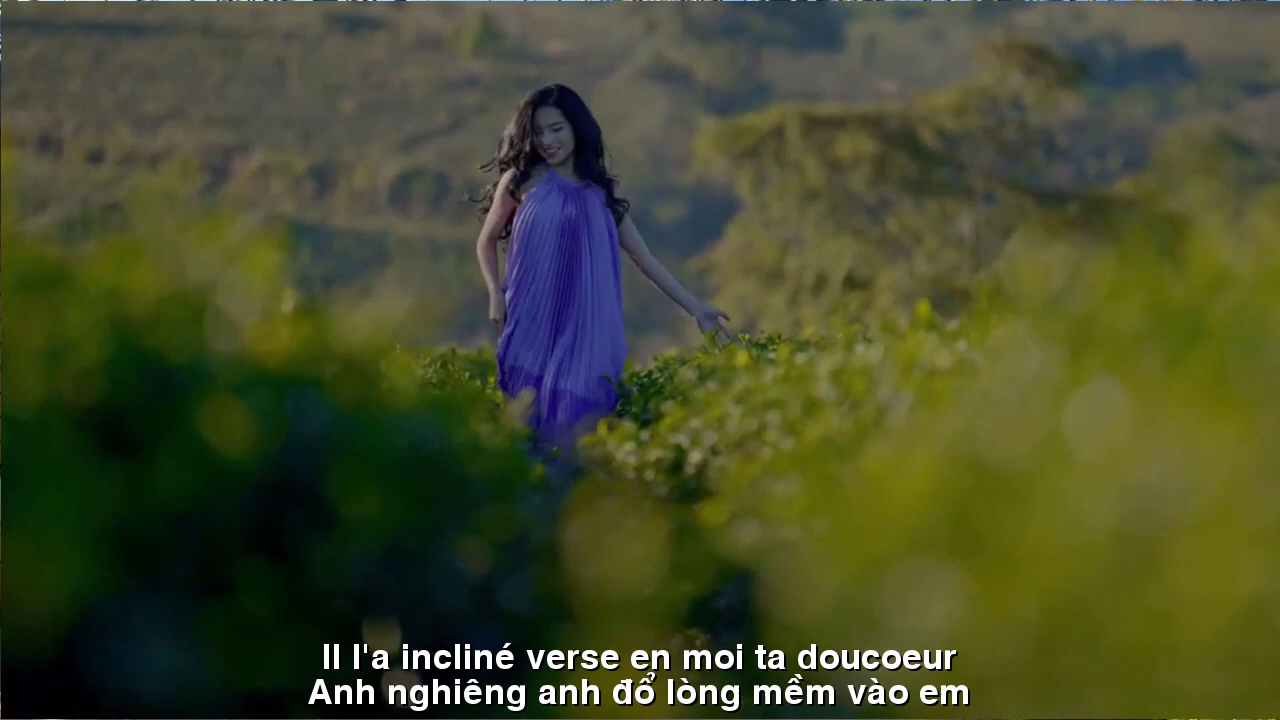 Il l'a incliné verse en moi ta doucoeur
Anh nghiêng anh đổ lòng mềm vào em